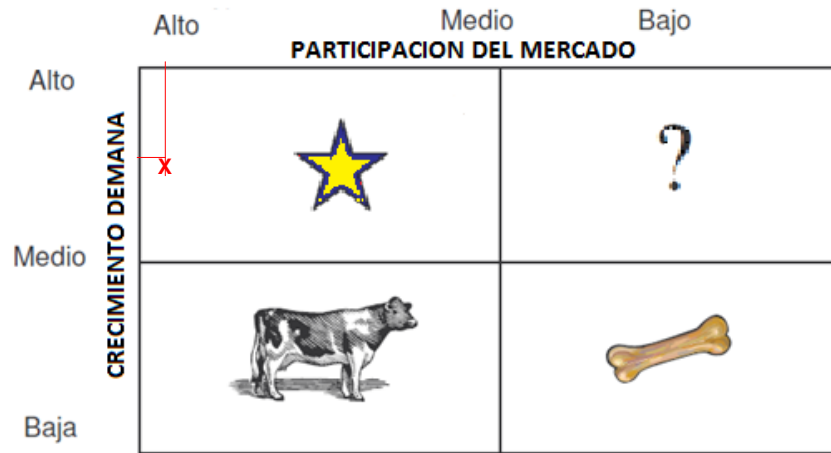 Alto Medio Bajo
PARTICIPACION DEL MERCADO
Alto
X
?
CRECIMIENTO DEMANA
Medio
Baja